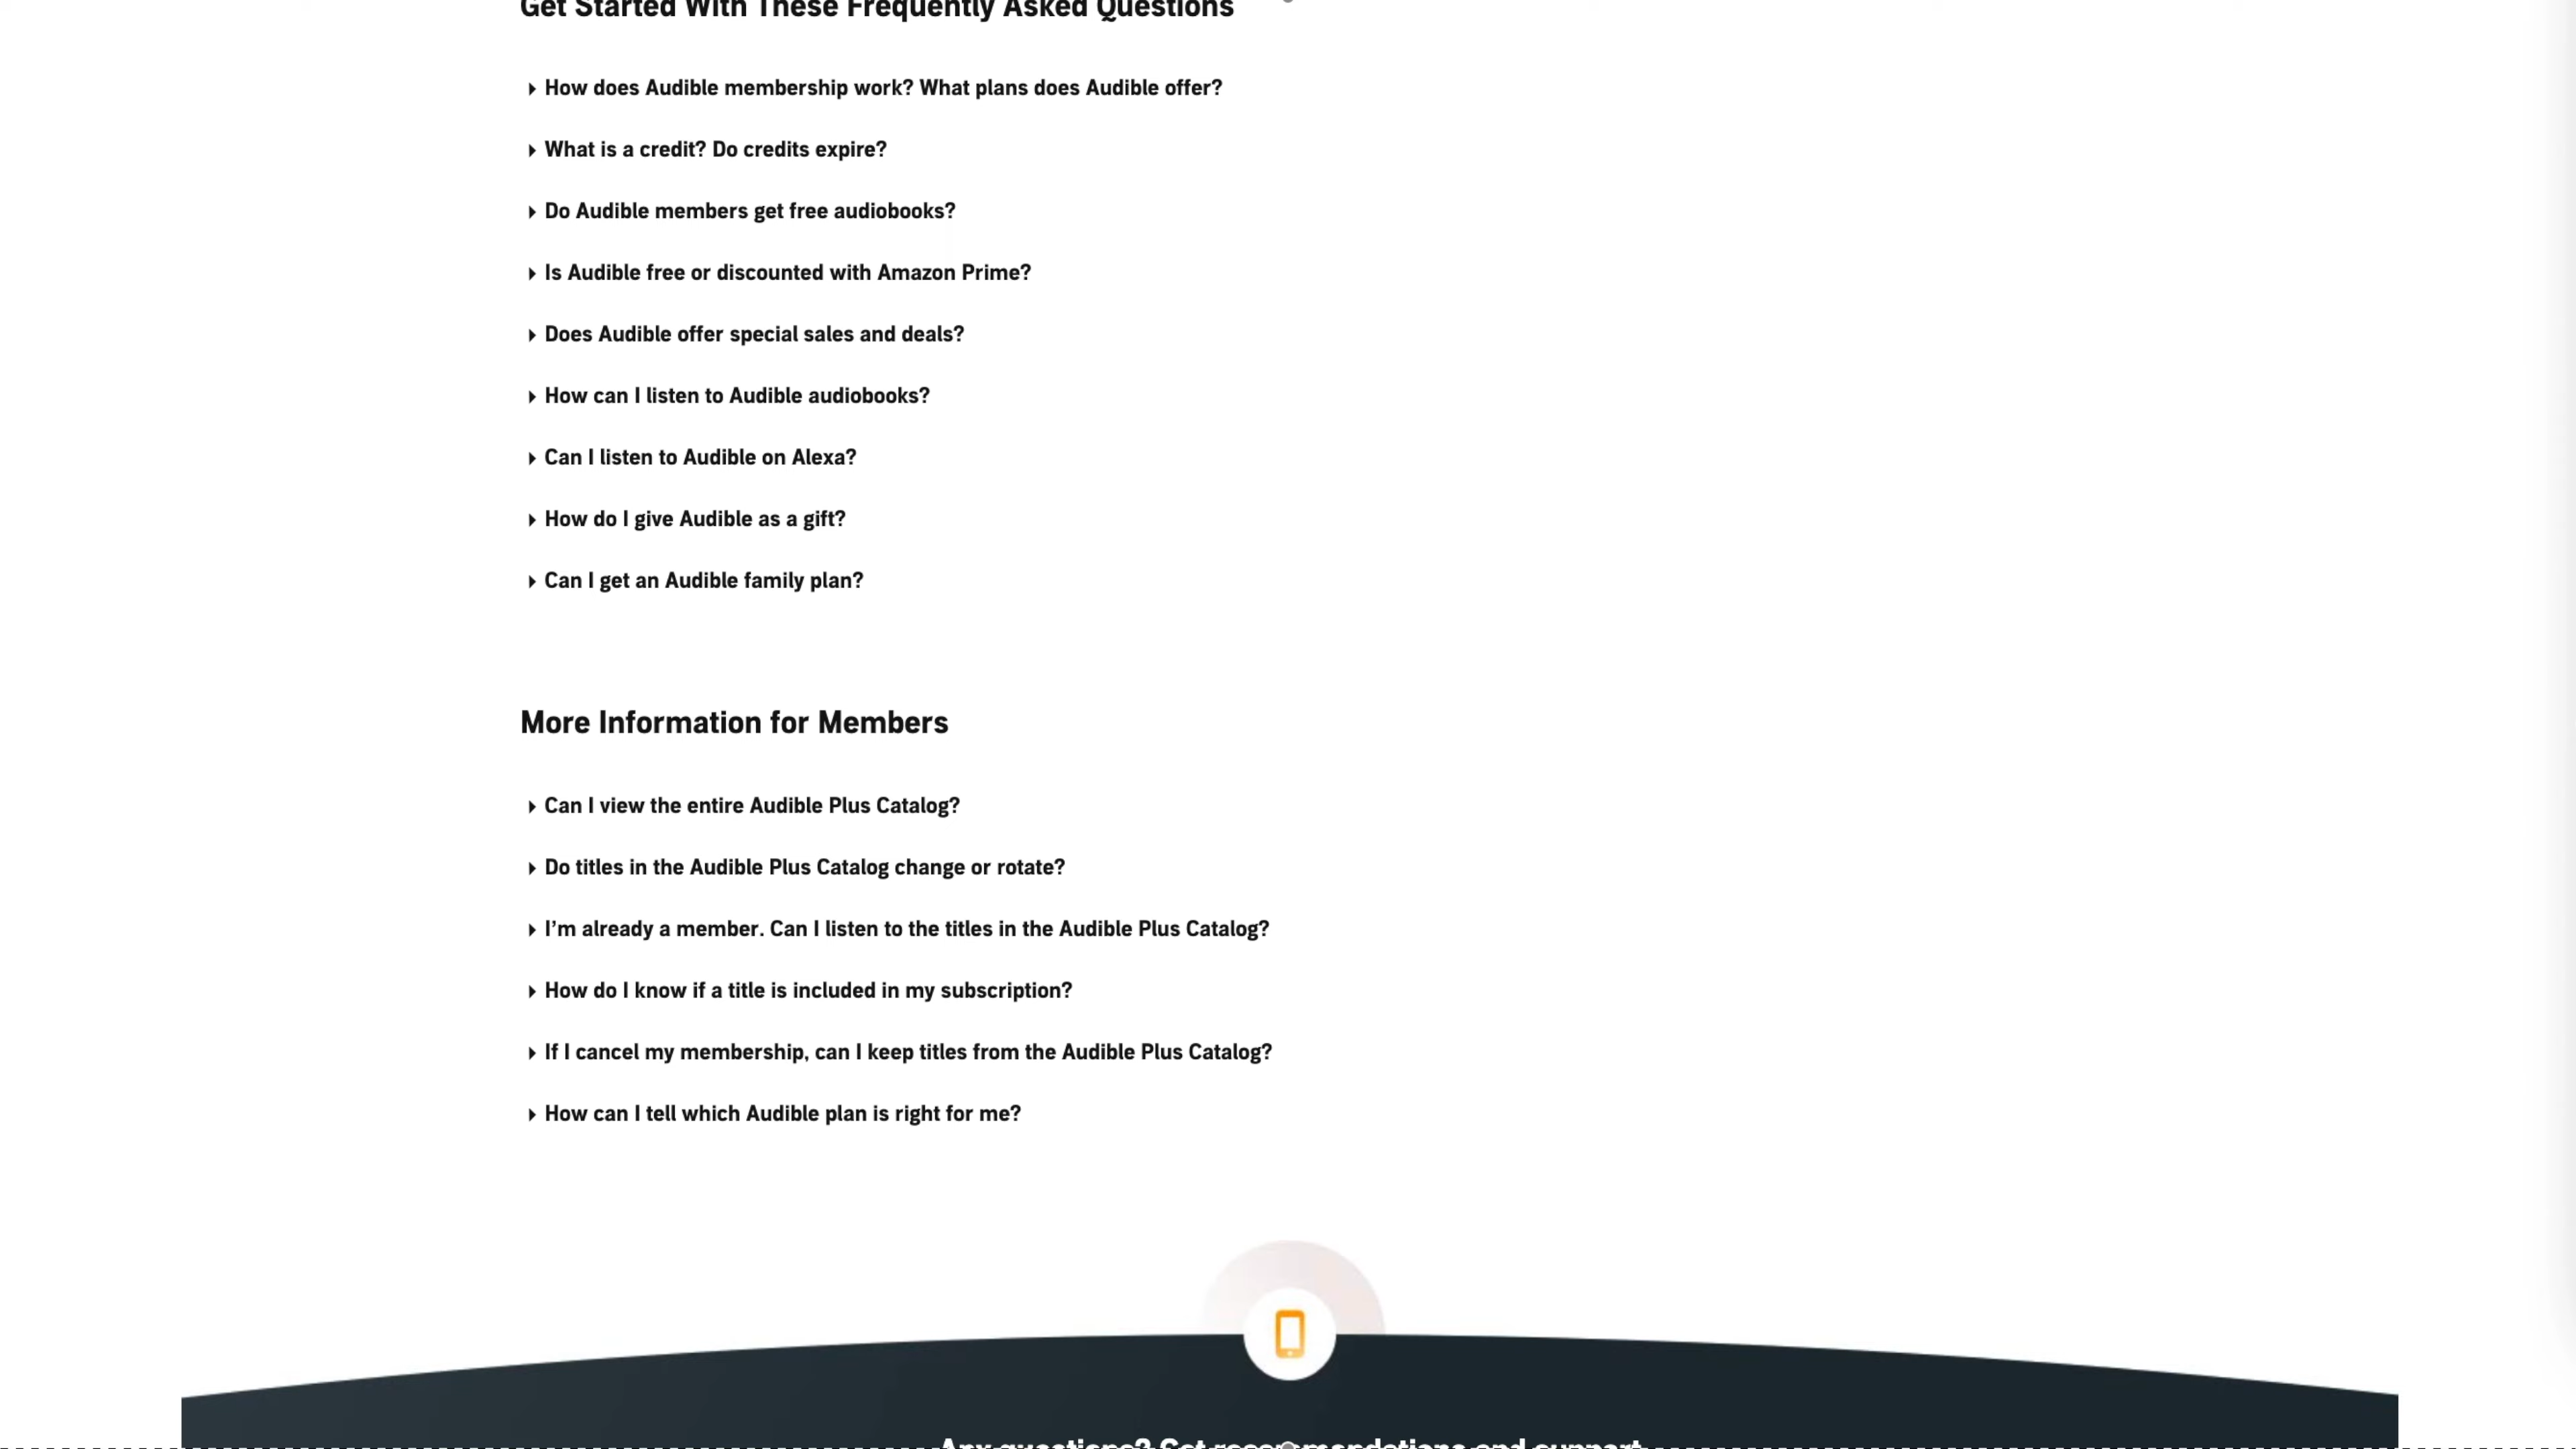 Get Started With These Frequently Asked Questions
How does Audible membership work? What plans does Audible offer?
What is a credit? Do credits expire?
Do Audible members get free audiobooks?
Is Audible free or discounted with Amazon Prime?
Does Audible offer special sales and deals?
How can I listen to Audible audiobooks?
Can I listen to Audible on Alexa?
How do I give Audible as a gift?
Can I get an Audible family plan?
More Information for Members
Can I view the entire Audible Plus Catalog?
Do titles in the Audible Plus Catalog change or rotate?
I’m already a member. Can I listen to the titles in the Audible Plus Catalog?
How do I know if a title is included in my subscription?
If I cancel my membership, can I keep titles from the Audible Plus Catalog?
How can I tell which Audible plan is right for me?
Any questions? Get recommendations and support